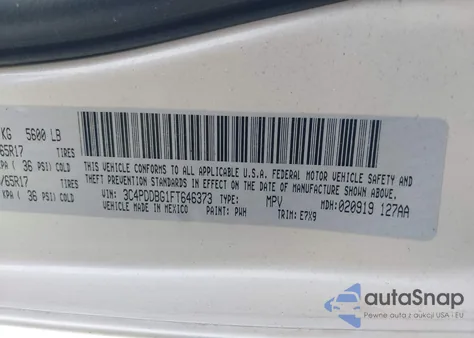 KG 5600 LB
65R17 TIRES
KPA ( 36 PSI) COLD
/65R17 TIRES
KPA ( 36 PSI) COLD
THIS VEHICLE CONFORMS TO ALL APPLICABLE U.S.A. FEDERAL MOTOR VEHICLE SAFETY AND
THEFT PREVENTION STANDARDS IN EFFECT ON THE DATE OF MANUFACTURE SHOWN ABOVE.
VIN: 3C4PDDBG1FT646373 TYPE: MPV MDH: 020919 127AA
VEHICLE MADE IN MEXICO PAINT: PWH TRIM: E7X9
autoSnap
Pewne auta z aukcji USA - EU